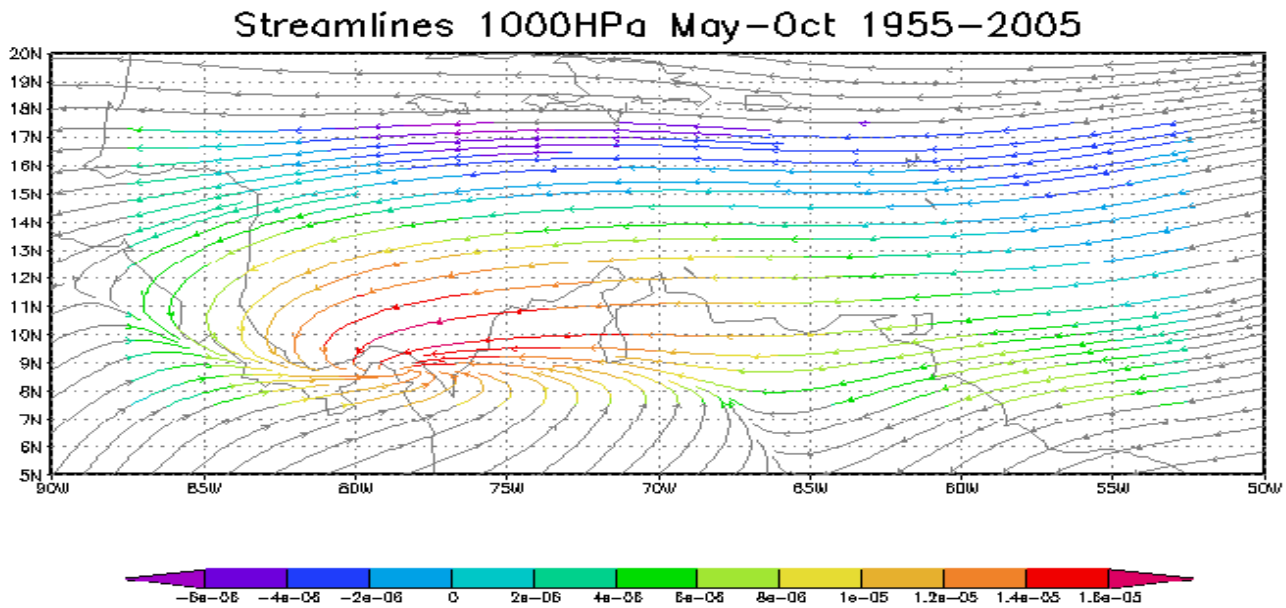 Streamlines 1000HPa May-Oct 1955-2005
20N
19N
18N
17N
16N
15N
14N
13N
12N
11N
10N
9N
8N
7N
6N
5N
90W 85W 80W 75W 70W 65W 60W 55W 50W
-6e-06 -4e-06 -2e-06 0 2e-06 4e-06 6e-06 8e-06 1e-05 1.2e-05 1.4e-05 1.6e-05